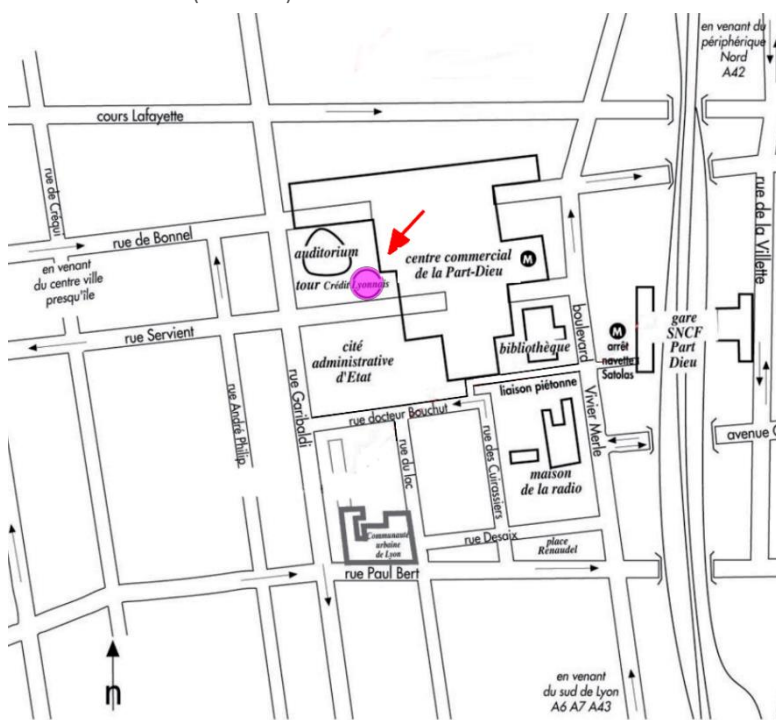 en venant du
périphérique
Nord
A42
cours Lafayette
rue de Créqui
rue de Bonnel
en venant
du centre ville
presqu'île
auditorium
tour Crédit Lyonnais
centre commercial
de la Part-Dieu
M
rue de la Villette
rue Servient
cité
administrative
d'Etat
bibliothèque
boulevard
Vivier Merle
M
arrêt
navette
Satolas
gare
SNCF
Part
Dieu
liaison piétonne
rue André Philip
rue Garibaldi
rue docteur Bouchut
rue du lac
rue des Cuirassiers
maison
de la radio
avenue
Communauté
urbaine
de Lyon
rue Desaix
place
Renaudel
rue Paul Bert
n
en venant
du sud de Lyon
A6 A7 A43